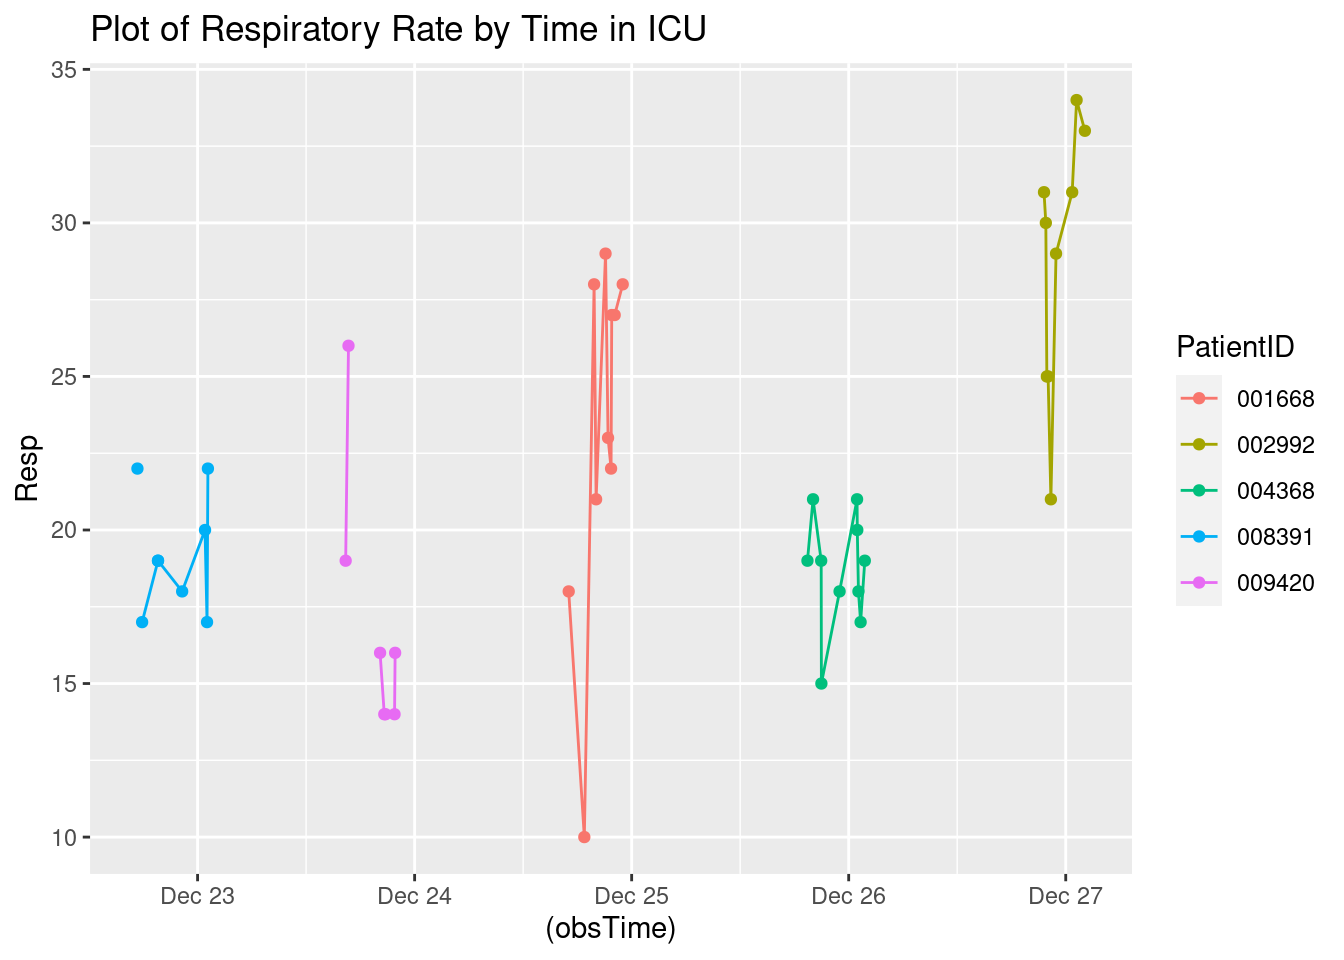 Plot of Respiratory Rate by Time in ICU
35
30
25
20
15
10
Resp
Dec 23
Dec 24
Dec 25
Dec 26
Dec 27
(obsTime)
PatientID
001668
002992
004368
008391
009420